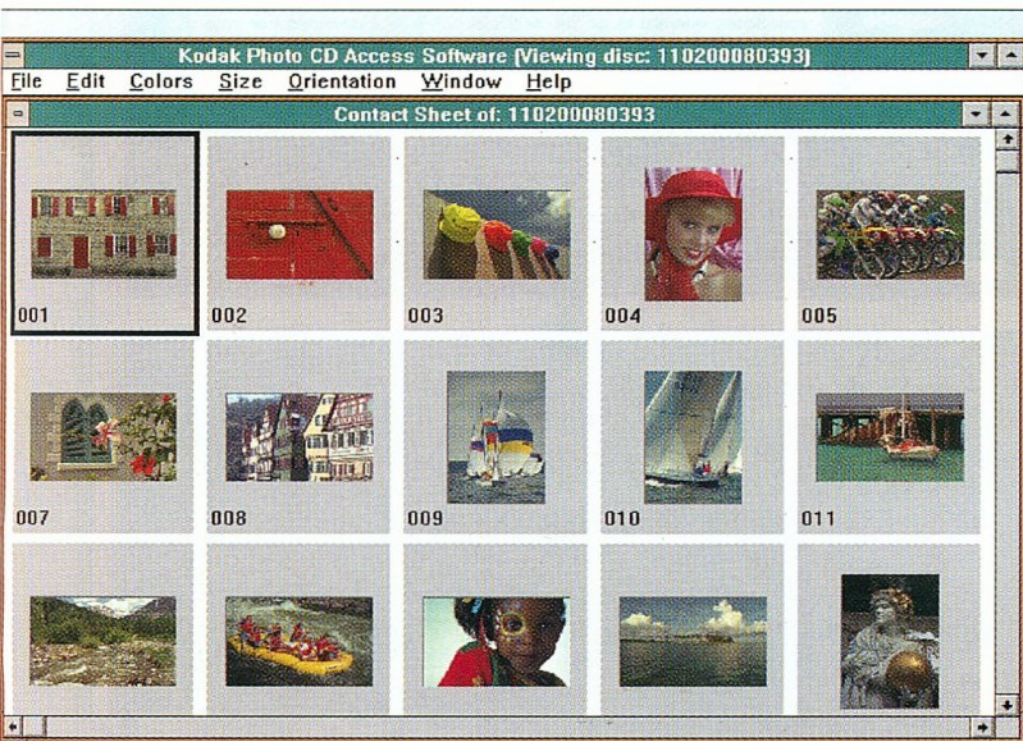 Kodak Photo CD Access Software (Viewing disc: 110200080393)
File Edit Colors Size Orientation Window Help
Contact Sheet of: 110200080393
001 002 003 004 005
007 008 009 010 011